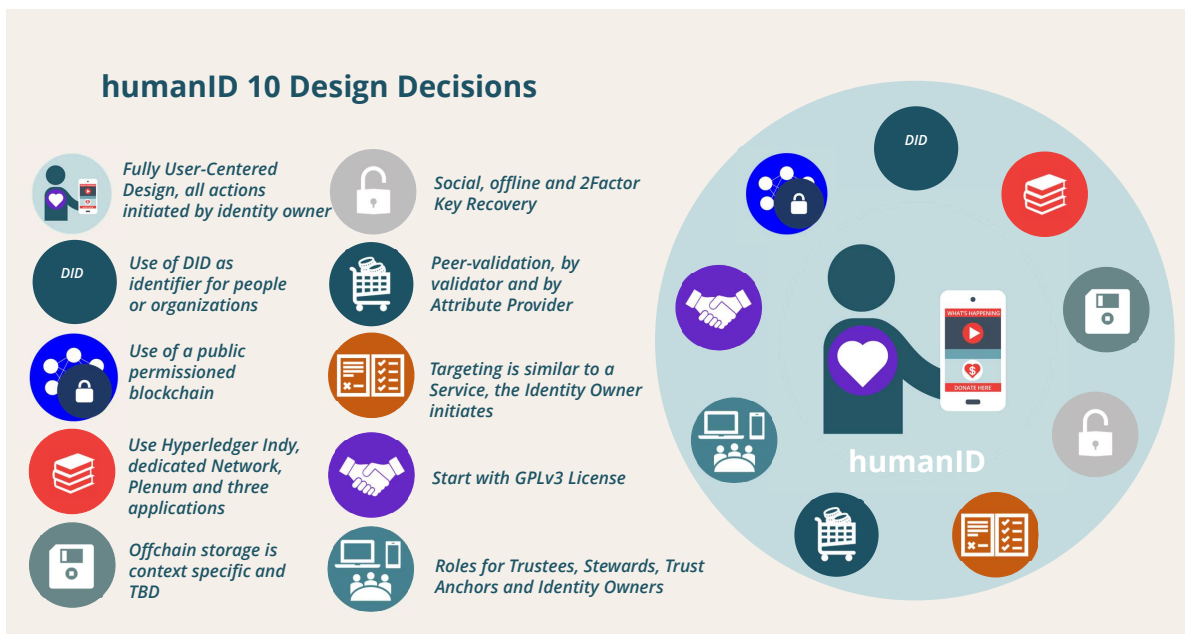 humanID 10 Design Decisions
Fully User-Centered
Design, all actions
initiated by identity owner
DID
Use of DID as
identifier for people
or organizations
Use of a public
permissioned
blockchain
Use Hyperledger Indy,
dedicated Network,
Plenum and three
applications
Offchain storage is
context specific and
TBD
Social, offline and 2Factor
Key Recovery
Peer-validation, by
validator and by
Attribute Provider
Targeting is similar to a
Service, the Identity Owner
initiates
Start with GPLv3 License
Roles for Trustees, Stewards, Trust
Anchors and Identity Owners
DID
WHAT'S HAPPENING
$
DONATE HERE
humanID